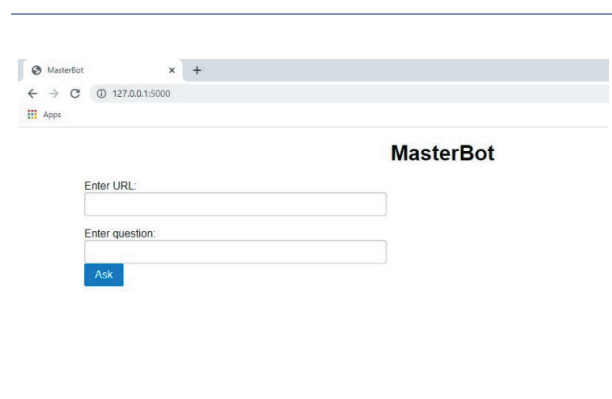 MasterBot
127.0.0.1:5000
Apps
MasterBot
Enter URL:
Enter question:
Ask